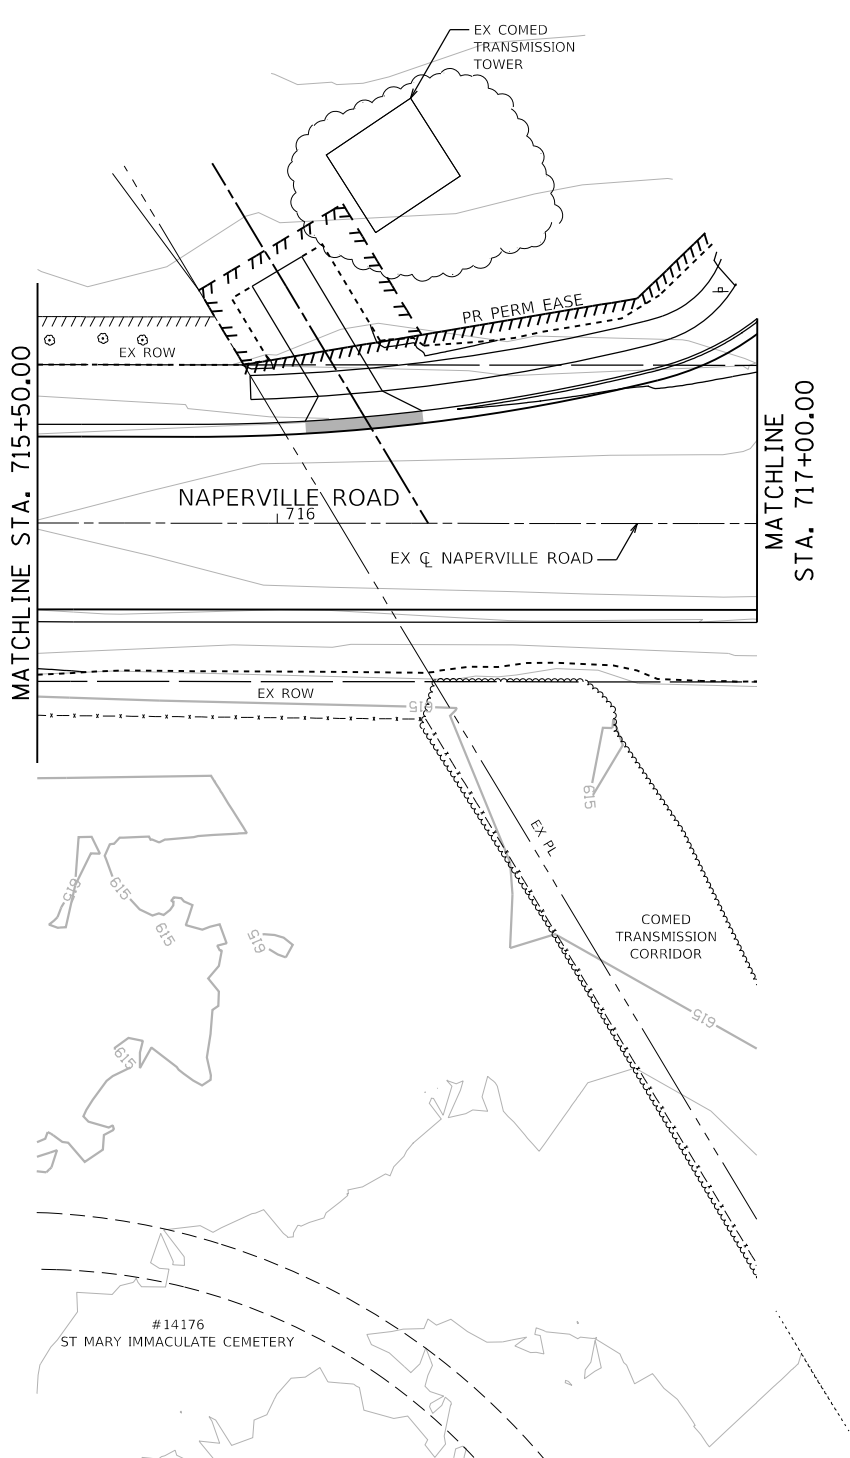 EX COMED
TRANSMISSION
TOWER
PR PERM EASE
P
EX ROW
MATCHLINE STA. 715+50.00
MATCHLINE
STA. 717+00.00
NAPERVILLE ROAD
716
EX ℄ NAPERVILLE ROAD
EX ROW
615
615
EX PL
615
615
615
615
COMED
TRANSMISSION
CORRIDOR
615
615
#14176
ST MARY IMMACULATE CEMETERY